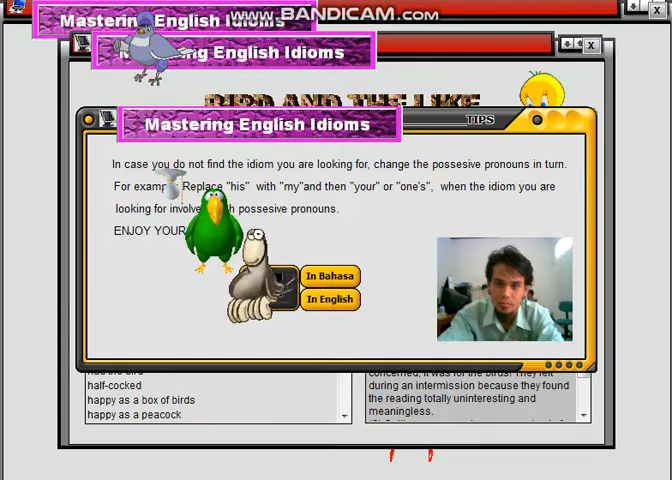 www.BANDICAM.com
Mastering English Idioms
ng English Idioms
BIRD AND THE LIKE
Mastering English Idioms
TIPS
In case you do not find the idiom you are looking for, change the possesive pronouns in turn.
For examp Replace "his" with "my"and then "your" or "one's", when the idiom you are
looking for involve h possesive pronouns.
ENJOY YOUR
In Bahasa
In English
half-cocked
happy as a box of birds
happy as a peacock
concerned, it was for the birds! They left
during an intermission because they found
the reading totally uninteresting and
meaningless.